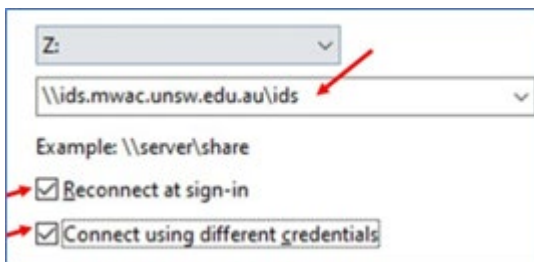 Z:
\\ids.mwac.unsw.edu.au\ids
Example: \\server\share
Reconnect at sign-in
Connect using different credentials